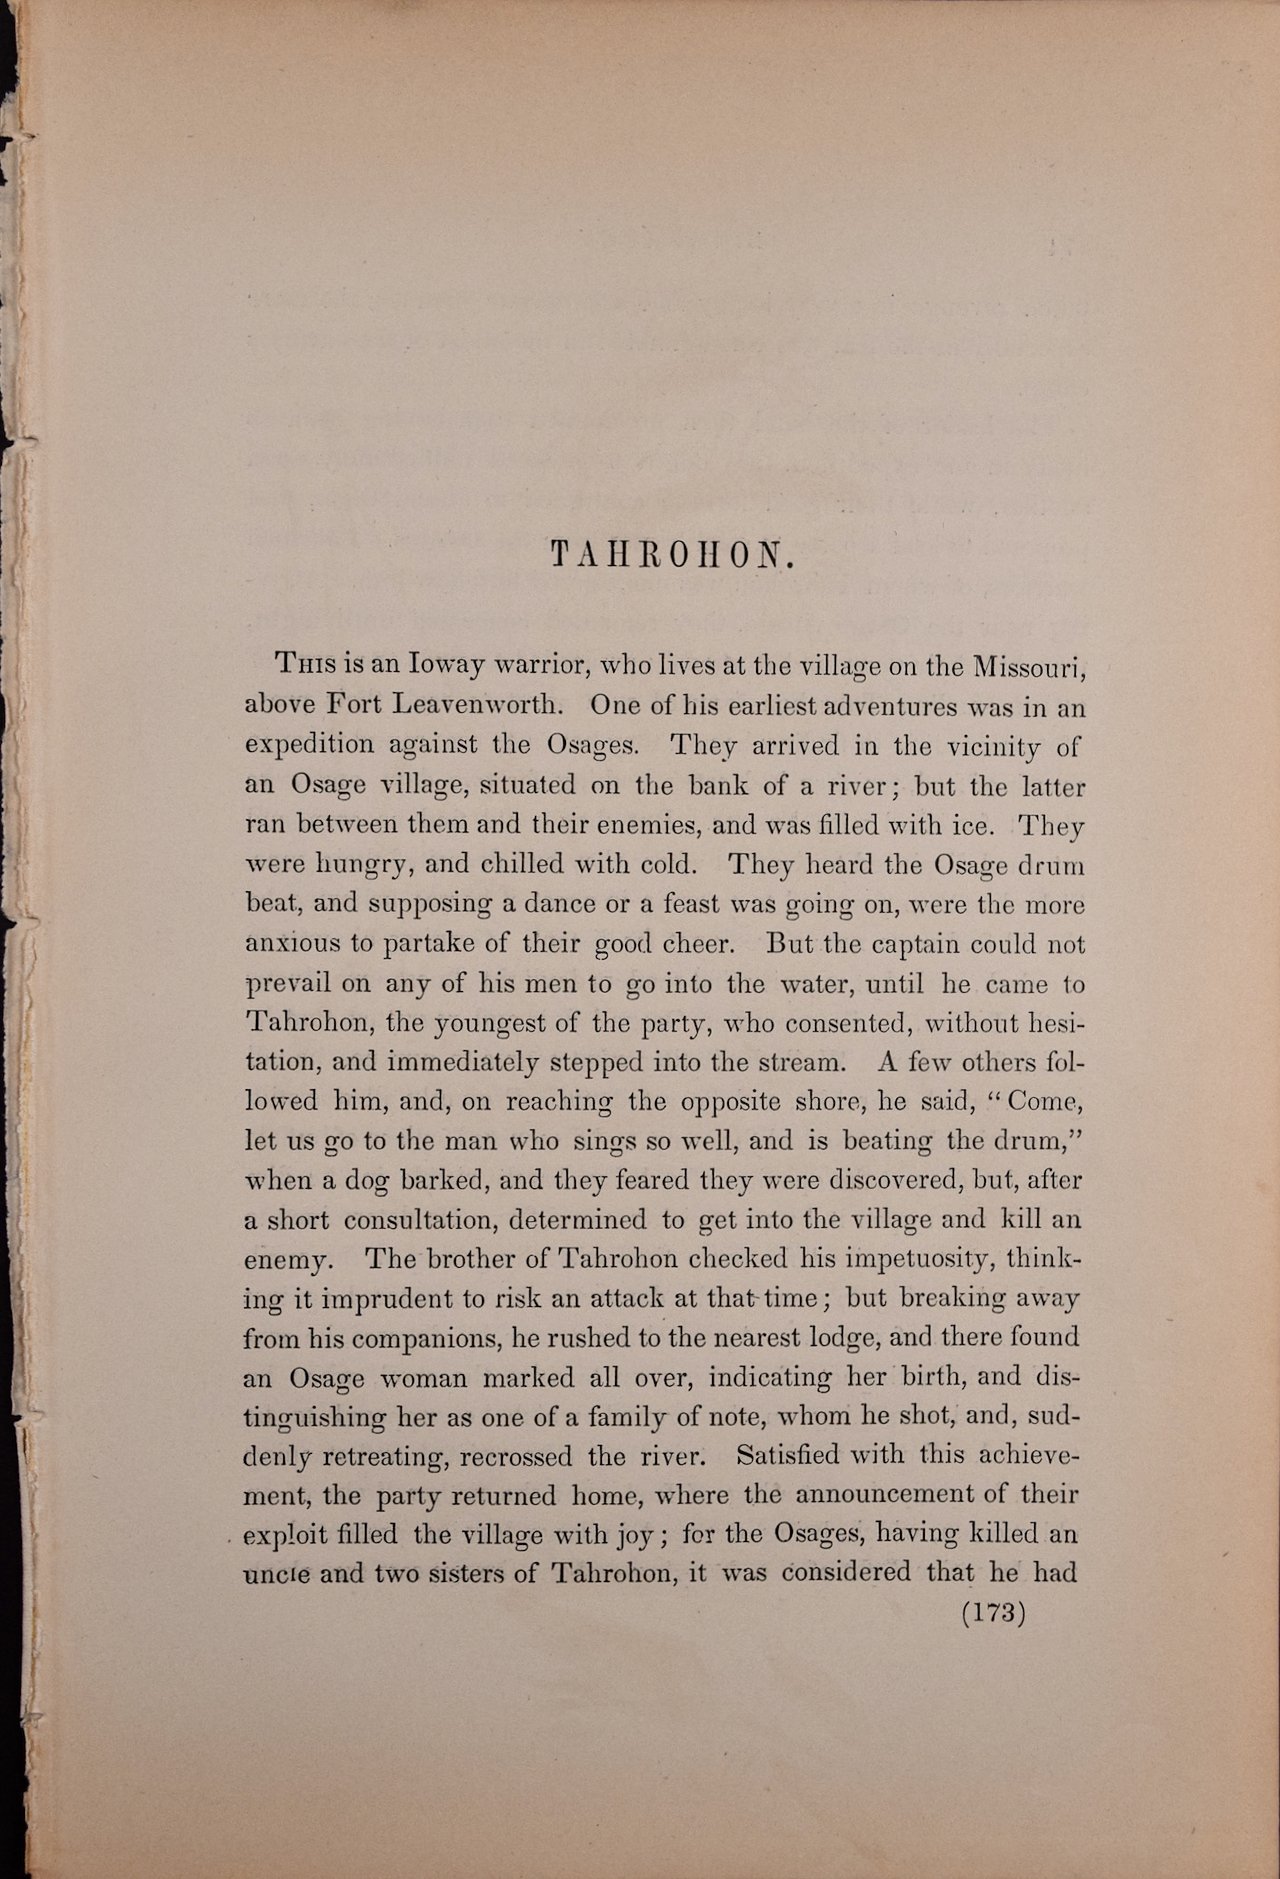 TAHROHON.
THIS is an Ioway warrior, who lives at the village on the Missouri,
above Fort Leavenworth. One of his earliest adventures was in an
expedition against the Osages. They arrived in the vicinity of
an Osage village, situated on the bank of a river; but the latter
ran between them and their enemies, and was filled with ice. They
were hungry, and chilled with cold. They heard the Osage drum
beat, and supposing a dance or a feast was going on, were the more
anxious to partake of their good cheer. But the captain could not
prevail on any of his men to go into the water, until he came to
Tahrohon, the youngest of the party, who consented, without hesi-
tation, and immediately stepped into the stream. A few others fol-
lowed him, and, on reaching the opposite shore, he said, “Come,
let us go to the man who sings so well, and is beating the drum,”
when a dog barked, and they feared they were discovered, but, after
a short consultation, determined to get into the village and kill an
enemy. The brother of Tahrohon checked his impetuosity, think-
ing it imprudent to risk an attack at that time; but breaking away
from his companions, he rushed to the nearest lodge, and there found
an Osage woman marked all over, indicating her birth, and dis-
tinguishing her as one of a family of note, whom he shot, and, sud-
denly retreating, recrossed the river. Satisfied with this achieve-
ment, the party returned home, where the announcement of their
exploit filled the village with joy; for the Osages, having killed an
uncle and two sisters of Tahrohon, it was considered that he had
(173)